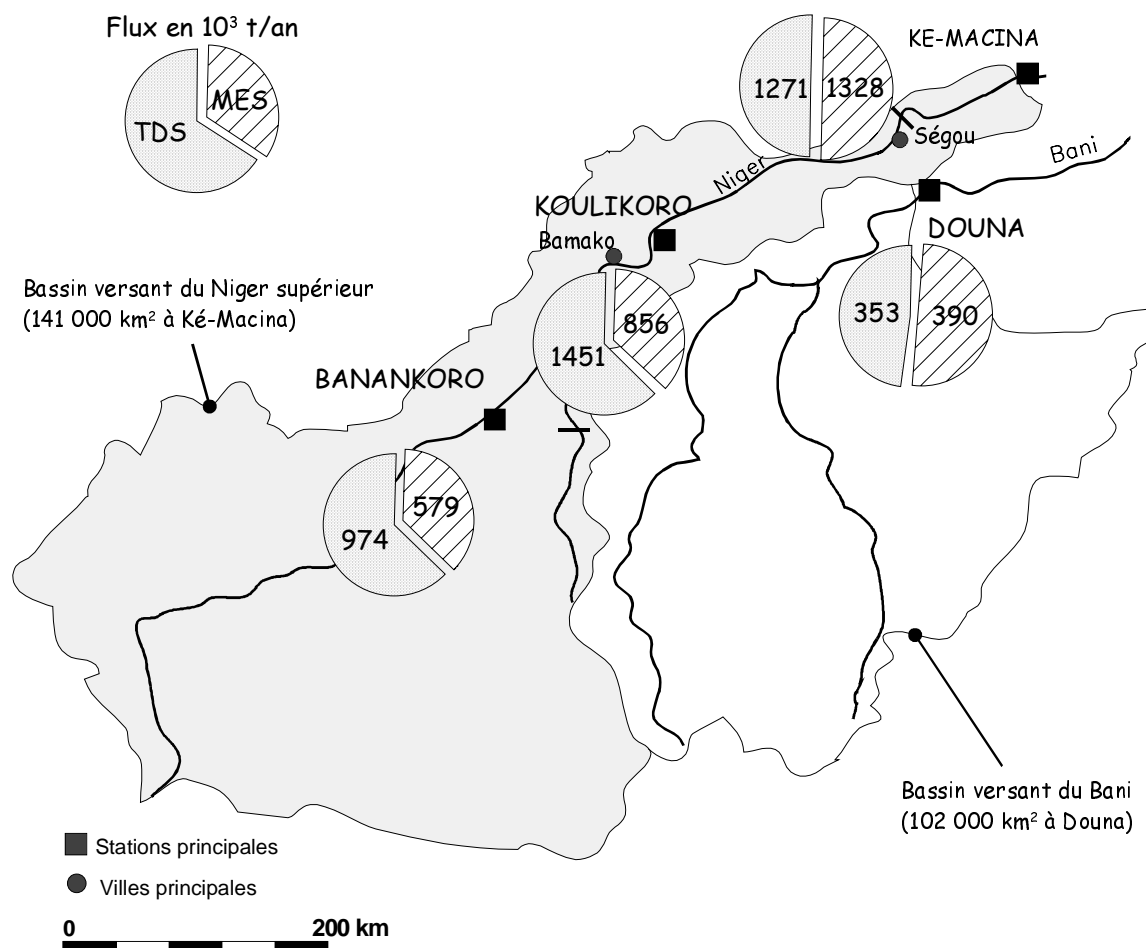 Flux en 10³ t/an
MES
TDS
KE-MACINA
1271
1328
Ségou
Bani
Niger
KOULIKORO
DOUNA
Bamako
Bassin versant du Niger supérieur
(141 000 km² à Ké-Macina)
353
390
856
1451
BANANKORO
579
974
Bassin versant du Bani
(102 000 km² à Douna)
Stations principales
Villes principales
0
200 km